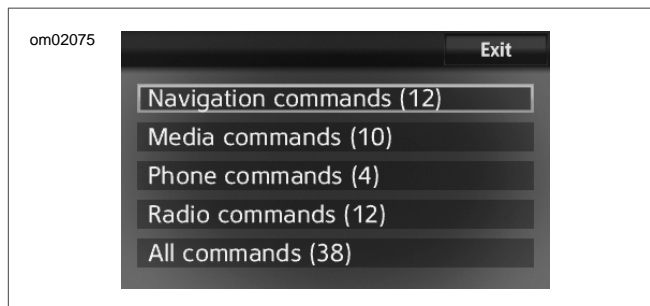 om02075
Exit
Navigation commands (12)
Media commands (10)
Phone commands (4)
Radio commands (12)
All commands (38)